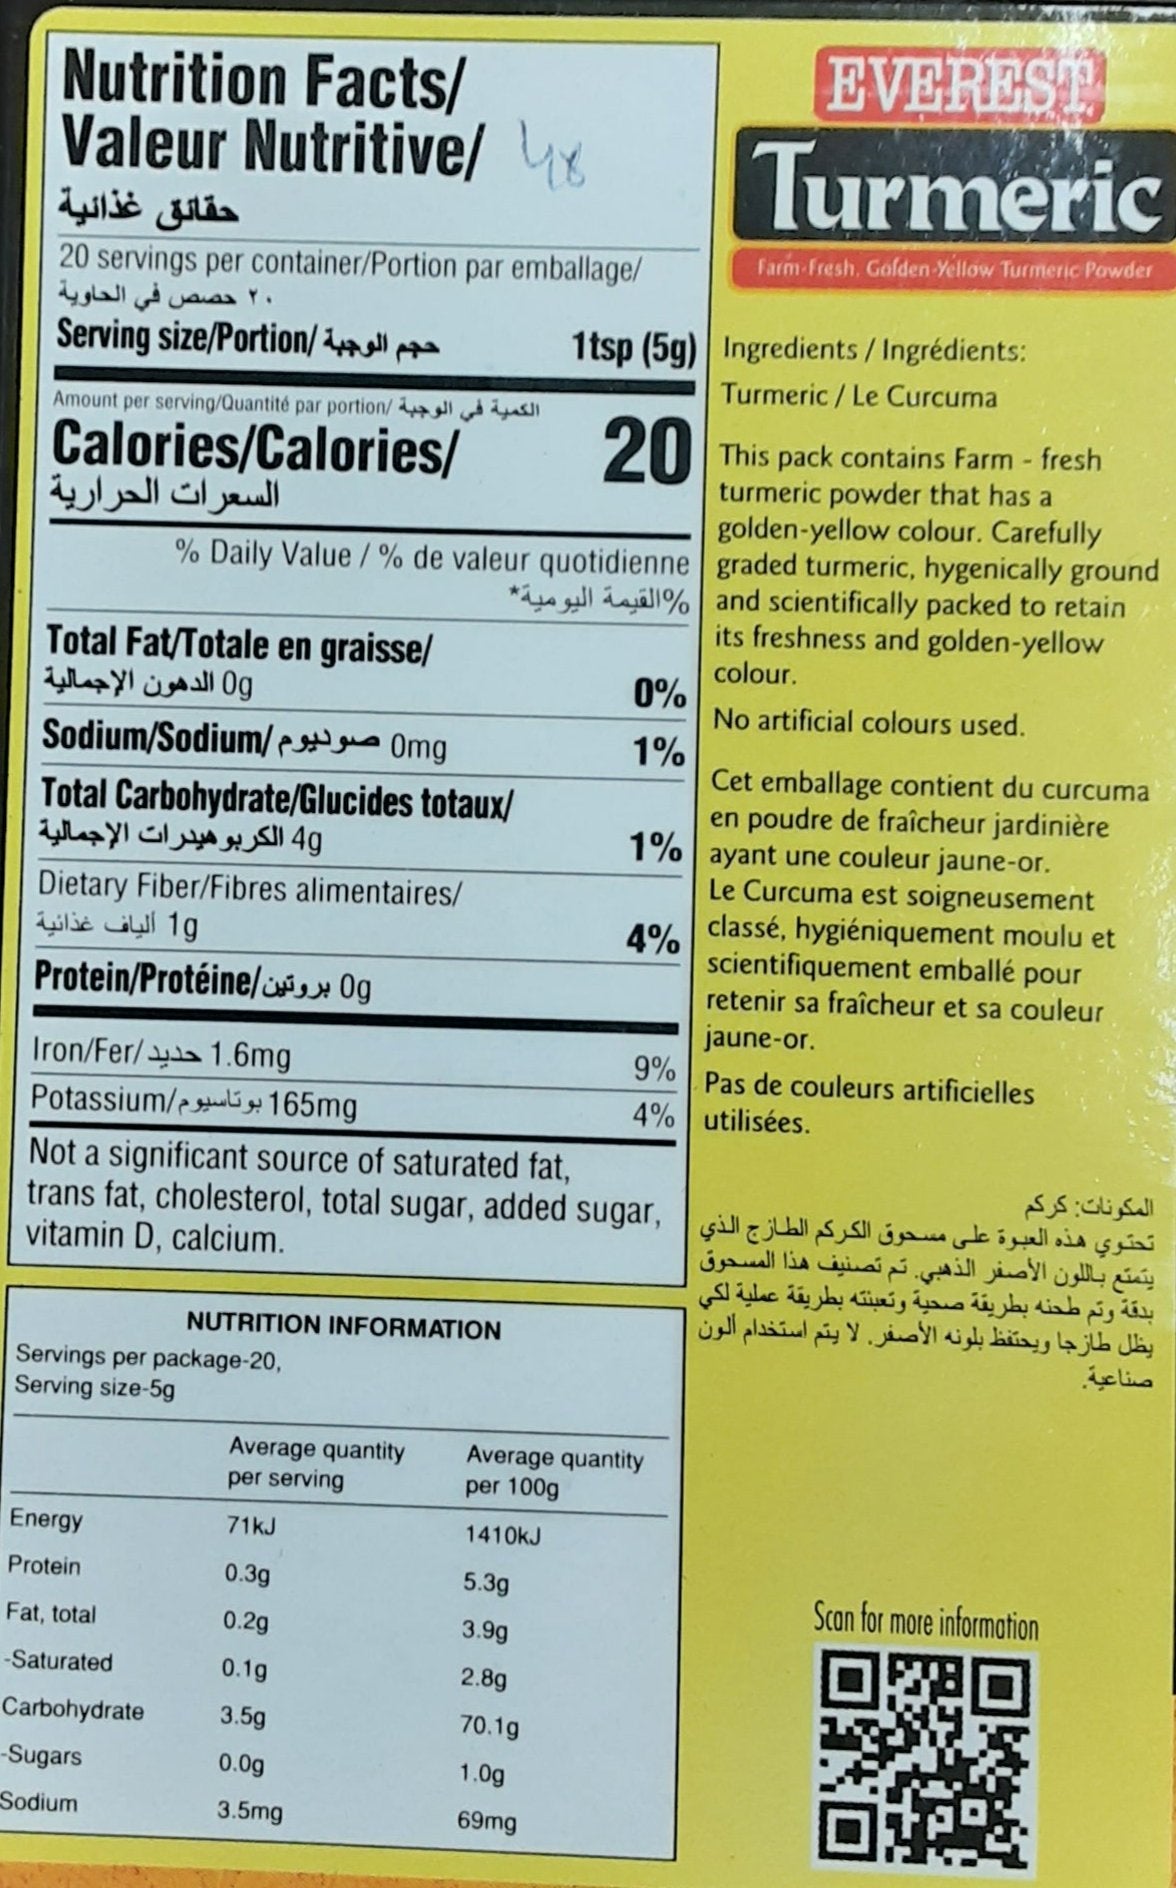 Nutrition Facts/
Valeur Nutritive/ 48
حقائق غذائية
20 servings per container/Portion par emballage/
٢٠ حصص في الحاوية
Serving size/Portion/ حجم الوجبة 1tsp (5g)
Amount per serving/Quantité par portion/ الكمية في الوجبة
Calories/Calories/ 20
السعرات الحرارية
% Daily Value / % de valeur quotidienne
%القيمة اليومية*
Total Fat/Totale en graisse/
الدهون الإجمالية 0g 0%
Sodium/Sodium/ صوديوم 0mg 1%
Total Carbohydrate/Glucides totaux/
الكربوهيدرات الإجمالية 4g 1%
Dietary Fiber/Fibres alimentaires/
ألياف غذائية 1g 4%
Protein/Protéine/بروتين 0g
Iron/Fer/ حديد 1.6mg 9%
Potassium/بوتاسيوم 165mg 4%
Not a significant source of saturated fat,
trans fat, cholesterol, total sugar, added sugar,
vitamin D, calcium.
NUTRITION INFORMATION
Servings per package-20,
Serving size-5g
Average quantity per serving Average quantity per 100g
Energy 71kJ 1410kJ
Protein 0.3g 5.3g
Fat, total 0.2g 3.9g
-Saturated 0.1g 2.8g
Carbohydrate 3.5g 70.1g
-Sugars 0.0g 1.0g
Sodium 3.5mg 69mg
EVEREST
Turmeric
Farm-Fresh, Golden-Yellow Turmeric Powder
Ingredients / Ingrédients:
Turmeric / Le Curcuma
This pack contains Farm - fresh
turmeric powder that has a
golden-yellow colour. Carefully
graded turmeric, hygenically ground
and scientifically packed to retain
its freshness and golden-yellow
colour.
No artificial colours used.
Cet emballage contient du curcuma
en poudre de fraîcheur jardinière
ayant une couleur jaune-or.
Le Curcuma est soigneusement
classé, hygiéniquement moulu et
scientifiquement emballé pour
retenir sa fraîcheur et sa couleur
jaune-or.
Pas de couleurs artificielles
utilisées.
المكونات: كركم
تحتوي هذه العبوة على مسحوق الكركم الطازج الذي
يتمتع باللون الأصفر الذهبي. تم تصنيف هذا المسحوق
بدقة وتم طحنه بطريقة صحية وتعبئته بطريقة عملية لكي
يظل طازجا ويحتفظ بلونه الأصفر. لا يتم استخدام ألون
صناعية.
Scan for more information